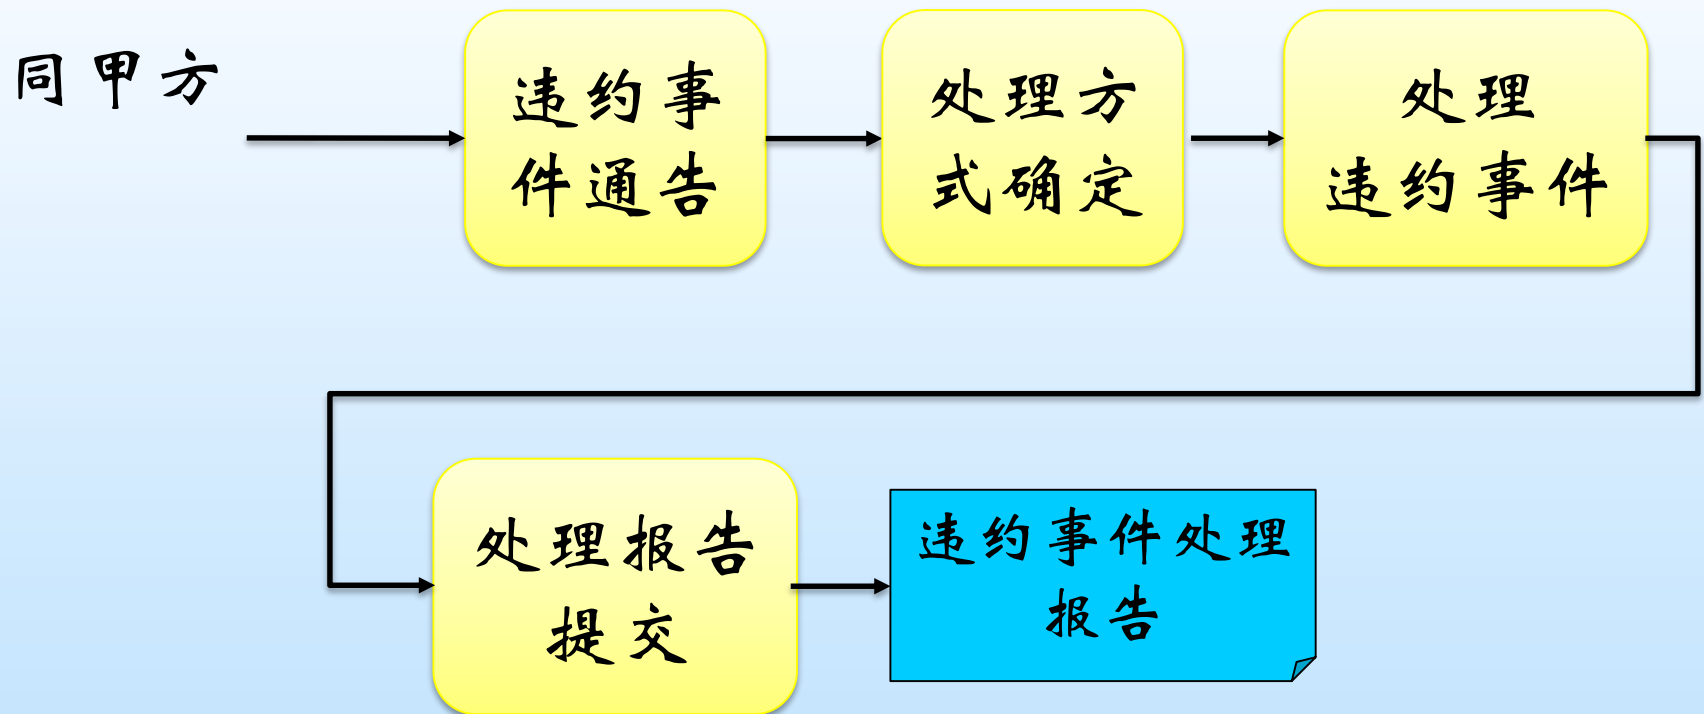 同甲方
违约事
件通告
处理方
式确定
处理
违约事件
处理报告
提交
违约事件处理
报告